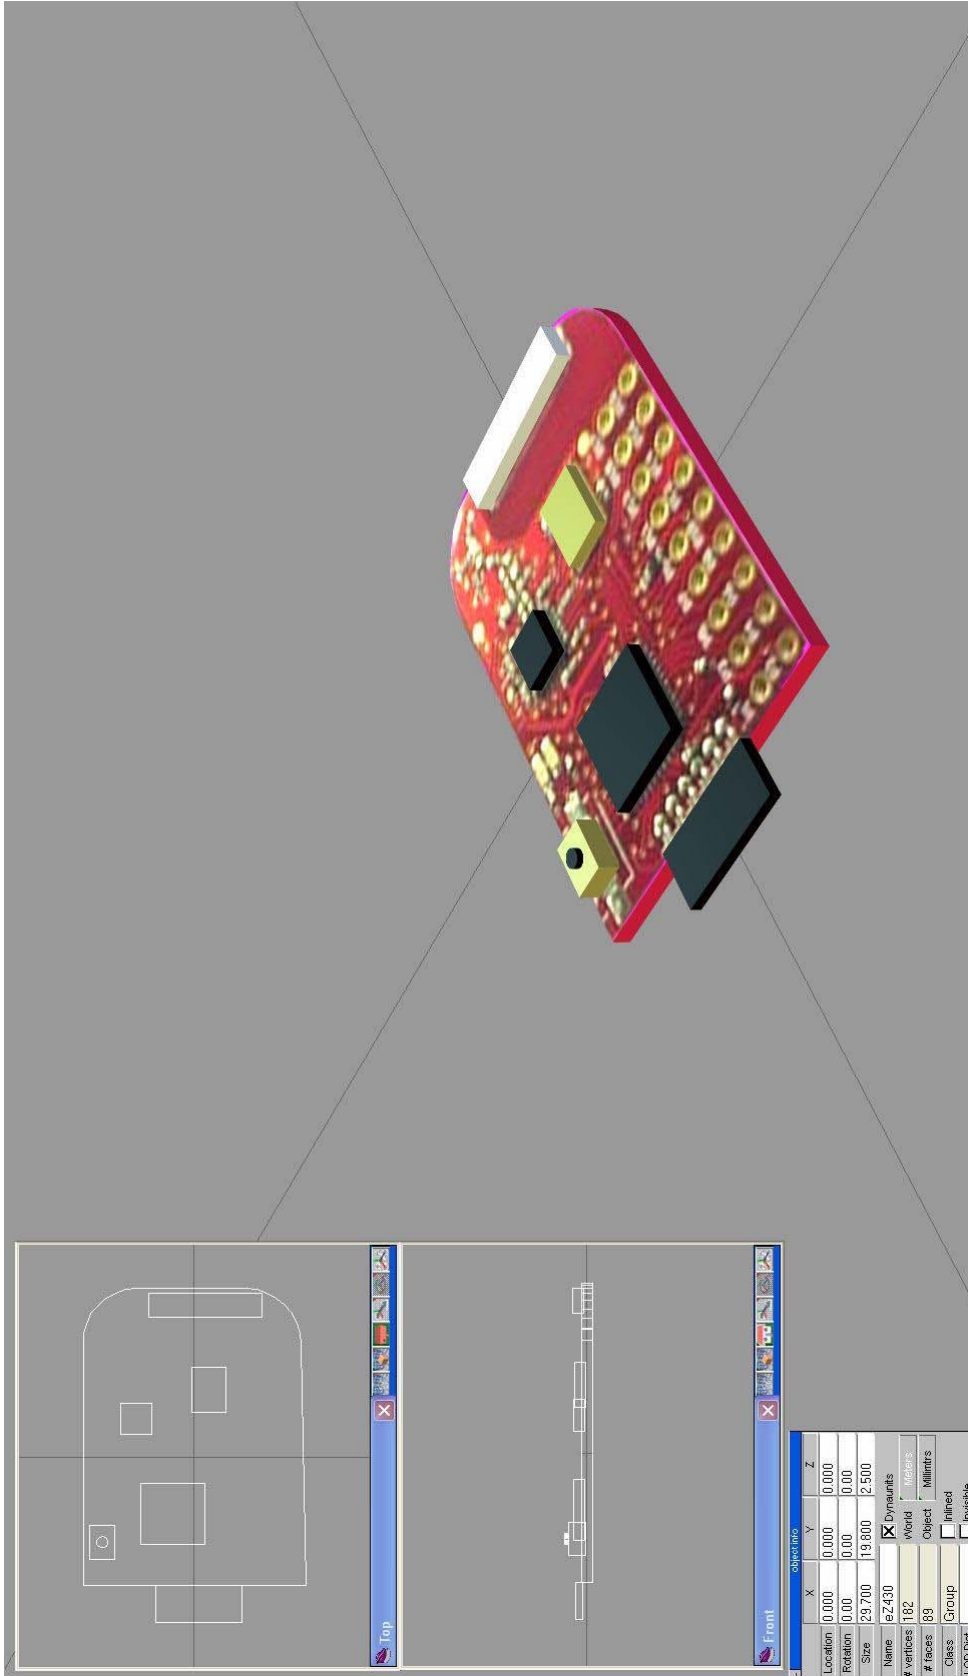 Top
Front
object info
X Y Z
Location 0.000 0.000 0.000
Rotation 0.00 0.00 0.00
Size 29.700 19.800 2.500
Name eZ430 Dynaunits
# vertices 182 World Meters
# faces 89 Object Millimtrs
Class Group Inlined
Invisible